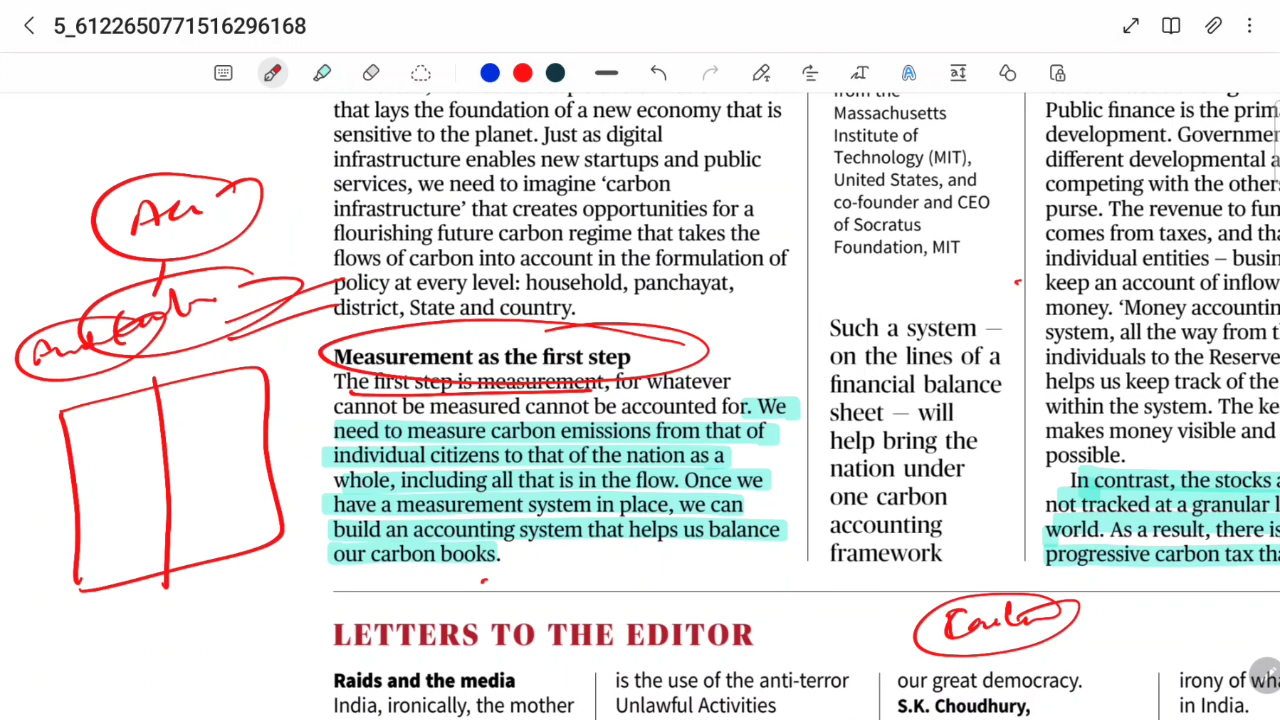 5_6122650771516296168
that lays the foundation of a new economy that is
sensitive to the planet. Just as digital
infrastructure enables new startups and public
services, we need to imagine ‘carbon
infrastructure’ that creates opportunities for a
flourishing future carbon regime that takes the
flows of carbon into account in the formulation of
policy at every level: household, panchayat,
district, State and country.
Measurement as the first step
The first step is measurement, for whatever
cannot be measured cannot be accounted for. We
need to measure carbon emissions from that of
individual citizens to that of the nation as a
whole, including all that is in the flow. Once we
have a measurement system in place, we can
build an accounting system that helps us balance
our carbon books.
from the
Massachusetts
Institute of
Technology (MIT),
United States, and
co-founder and CEO
of Socratus
Foundation, MIT
Such a system —
on the lines of a
financial balance
sheet — will
help bring the
nation under
one carbon
accounting
framework
Public finance is the prim
development. Governme
different developmental a
competing with the others
purse. The revenue to fun
comes from taxes, and tha
individual entities – busin
keep an account of inflow
money. ‘Money accountin
system, all the way from t
individuals to the Reserve
helps us keep track of the
within the system. The ke
makes money visible and
possible.
In contrast, the stocks a
not tracked at a granular l
world. As a result, there is
progressive carbon tax tha
LETTERS TO THE EDITOR
Raids and the media
India, ironically, the mother
is the use of the anti-terror
Unlawful Activities
our great democracy.
S.K. Choudhury,
irony of wha
in India.